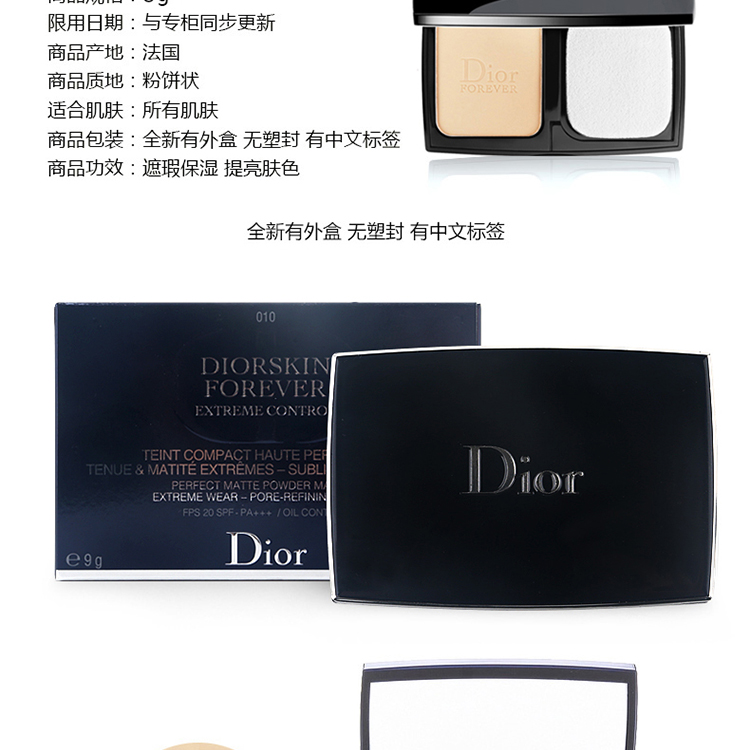 限用日期：与专柜同步更新
商品产地：法国
商品质地：粉饼状
适合肌肤：所有肌肤
商品包装：全新有外盒 无塑封 有中文标签
商品功效：遮瑕保湿 提亮肤色
Dior
FOREVER
全新有外盒 无塑封 有中文标签
010
DIORSKIN
FOREVER
EXTREME CONTRO
TEINT COMPACT HAUTE PER
TENUE & MATITÉ EXTRÊMES – SUBLI
PERFECT MATTE POWDER MA
EXTREME WEAR – PORE-REFINING
FPS 20 SPF - PA+++ / OIL CONT
e 9g
Dior
Dior